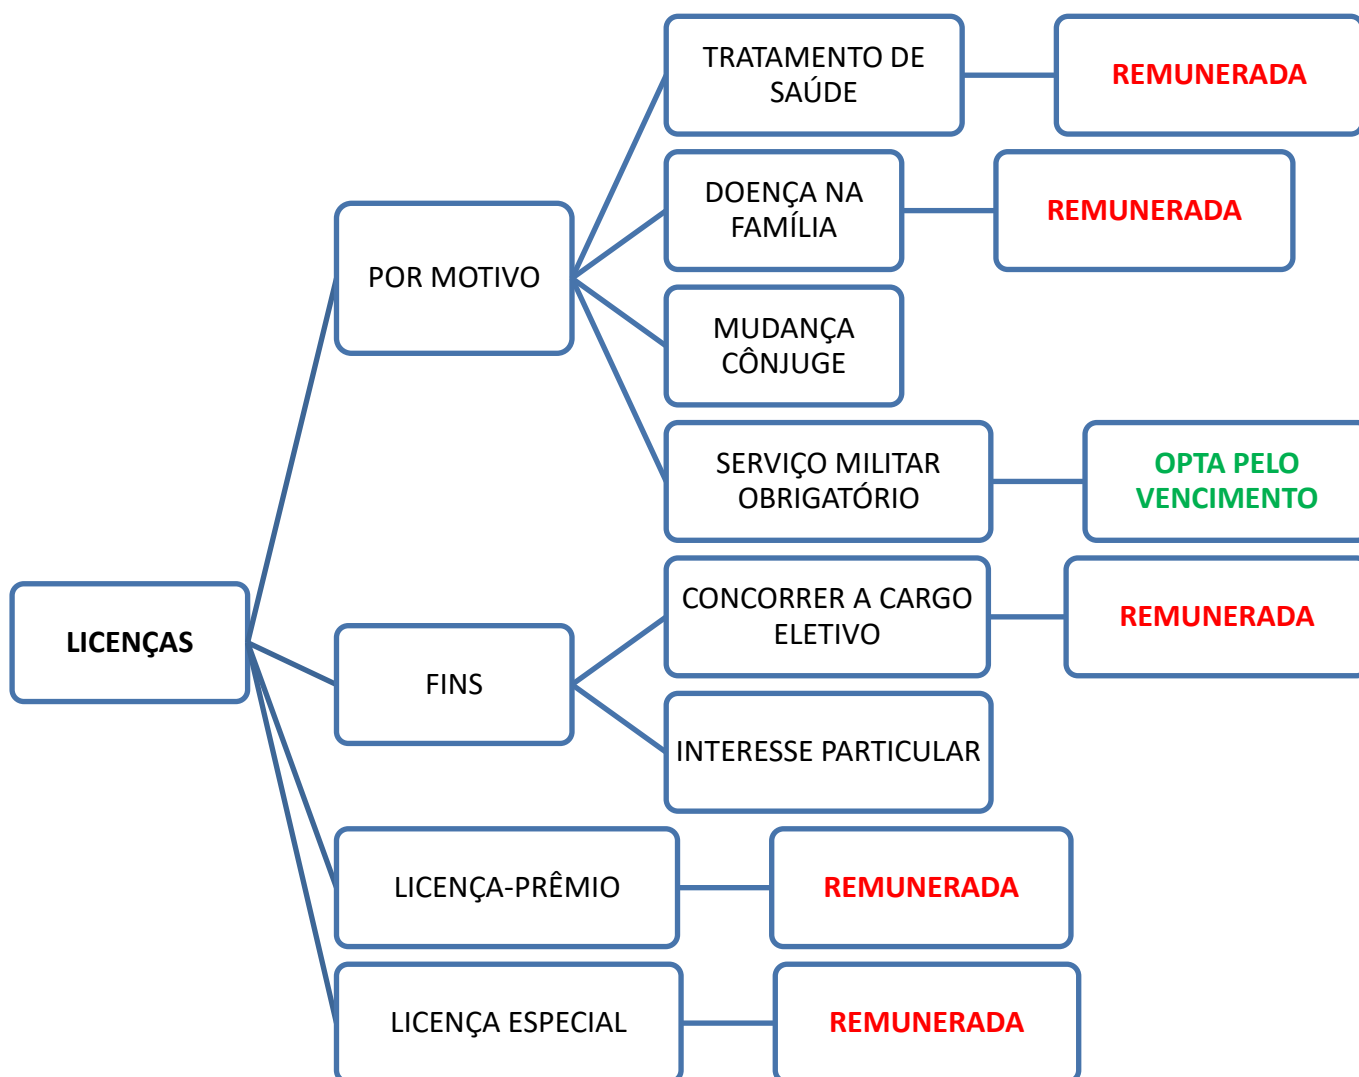 TRATAMENTO DE
SAÚDE
REMUNERADA
DOENÇA NA
FAMÍLIA
REMUNERADA
POR MOTIVO
MUDANÇA
CÔNJUGE
SERVIÇO MILITAR
OBRIGATÓRIO
OPTA PELO
VENCIMENTO
LICENÇAS
FINS
CONCORRER A CARGO
ELETIVO
REMUNERADA
INTERESSE PARTICULAR
LICENÇA-PRÊMIO
REMUNERADA
LICENÇA ESPECIAL
REMUNERADA